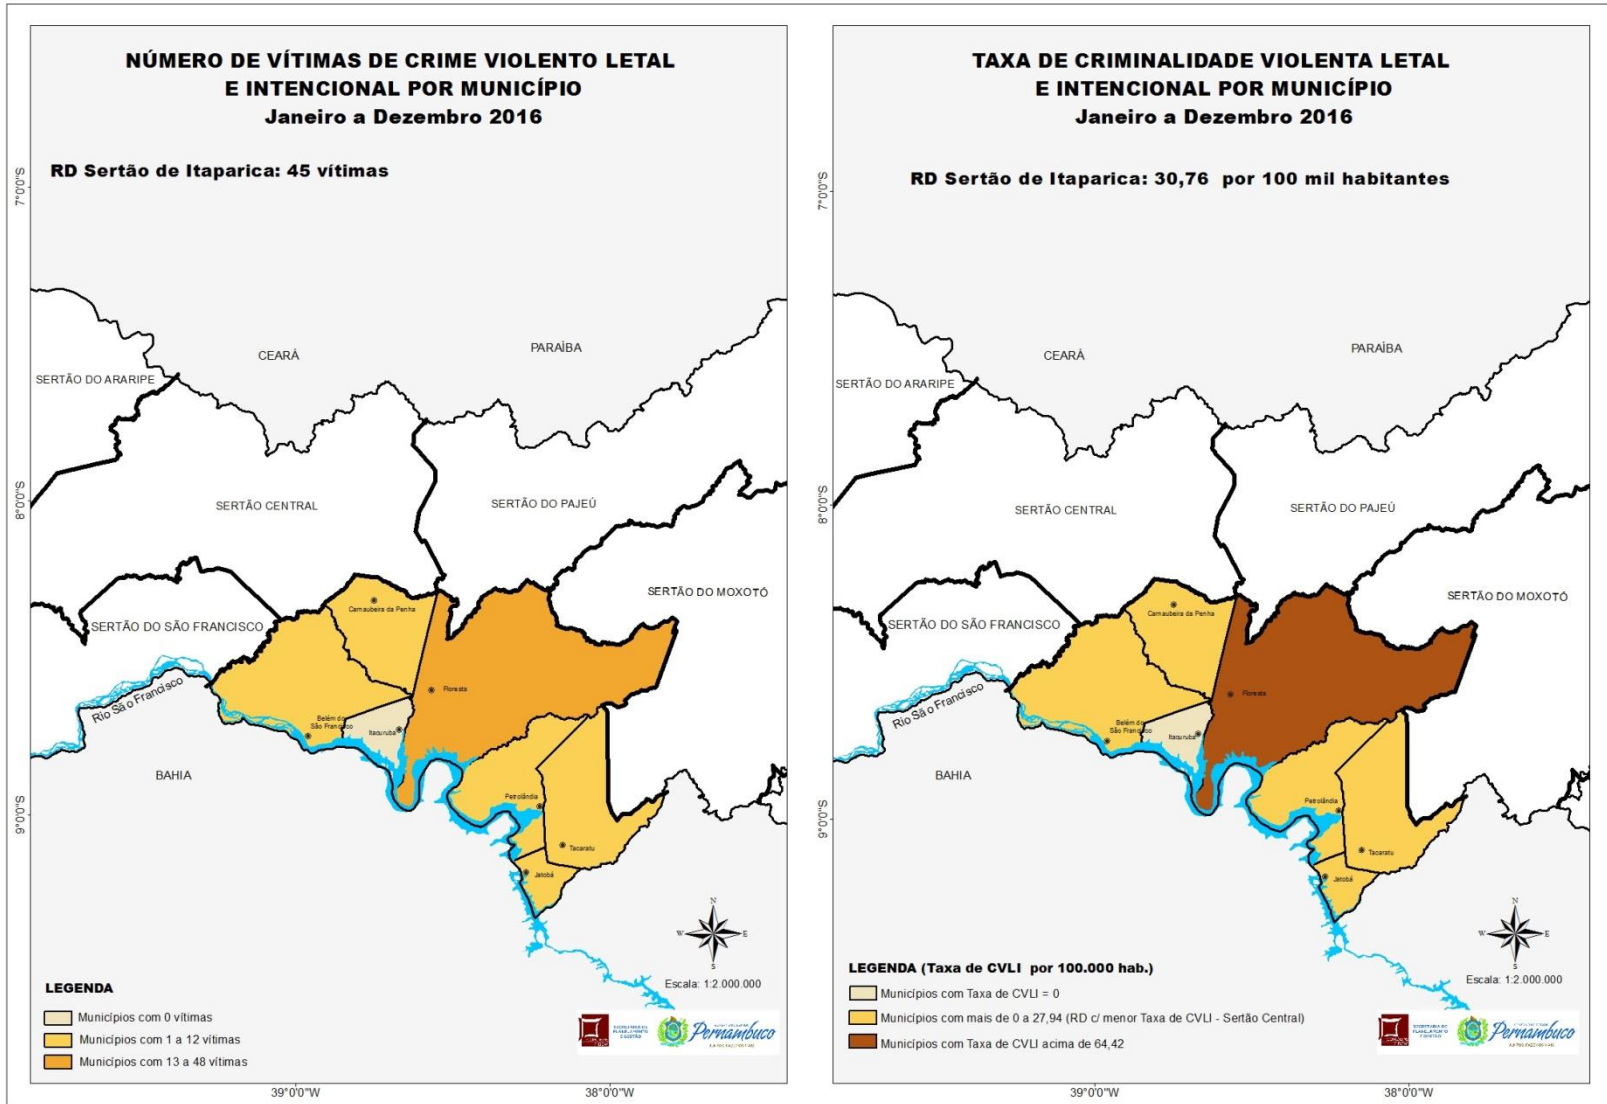 NÚMERO DE VÍTIMAS DE CRIME VIOLENTO LETAL
E INTENCIONAL POR MUNICÍPIO
Janeiro a Dezembro 2016
RD Sertão de Itaparica: 45 vítimas
7°0'0"S
CEARÁ
PARAÍBA
SERTÃO DO ARARIPE
SERTÃO CENTRAL
SERTÃO DO PAJEÚ
8°0'0"S
SERTÃO DO MOXOTÓ
SERTÃO DO SÃO FRANCISCO
Carnaubeira da Penha
Floresta
Rio São Francisco
Belém do
São Francisco
Itacuruba
BAHIA
Petrolândia
9°0'0"S
Tacaratu
Jatobá
N
W E
S
Escala: 1:2.000.000
LEGENDA
Municípios com 0 vítimas
Municípios com 1 a 12 vítimas
Municípios com 13 a 48 vítimas
Pernambuco
39°0'0"W
38°0'0"W
TAXA DE CRIMINALIDADE VIOLENTA LETAL
E INTENCIONAL POR MUNICÍPIO
Janeiro a Dezembro 2016
RD Sertão de Itaparica: 30,76 por 100 mil habitantes
7°0'0"S
CEARÁ
PARAÍBA
SERTÃO DO ARARIPE
SERTÃO CENTRAL
SERTÃO DO PAJEÚ
8°0'0"S
SERTÃO DO MOXOTÓ
SERTÃO DO SÃO FRANCISCO
Carnaubeira da Penha
Floresta
Rio São Francisco
Belém do
São Francisco
Itacuruba
BAHIA
Petrolândia
9°0'0"S
Tacaratu
Jatobá
N
W E
S
Escala: 1:2.000.000
LEGENDA (Taxa de CVLI por 100.000 hab.)
Municípios com Taxa de CVLI = 0
Municípios com mais de 0 a 27,94 (RD c/ menor Taxa de CVLI - Sertão Central)
Municípios com Taxa de CVLI acima de 64,42
Pernambuco
39°0'0"W
38°0'0"W